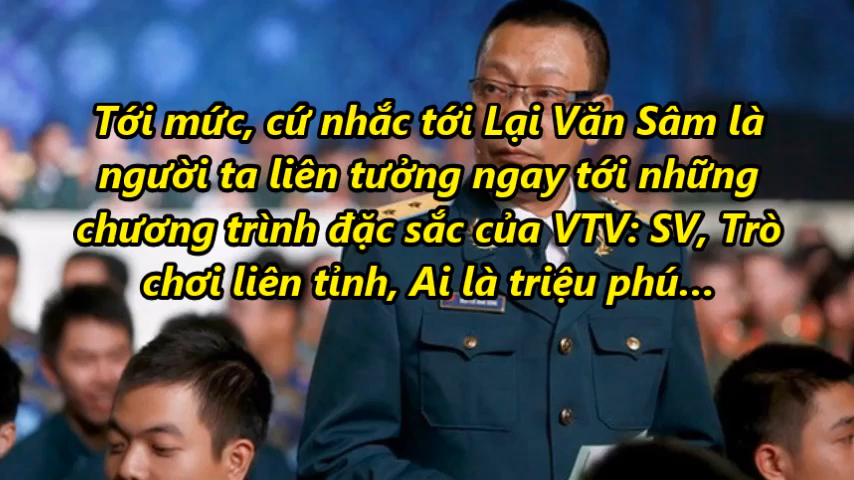 Tới mức, cứ nhắc tới Lại Văn Sâm là
người ta liên tưởng ngay tới những
chương trình đặc sắc của VTV: SV, Trò
chơi liên tỉnh, Ai là triệu phú...